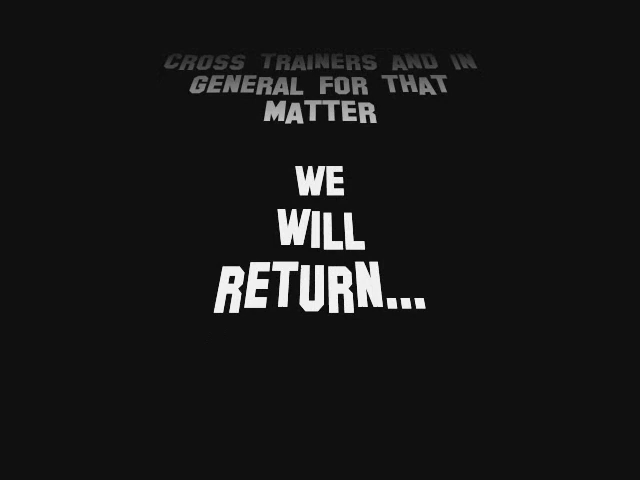 CROSS TRAINERS AND IN
GENERAL FOR THAT
MATTER
WE
WILL
RETURN...